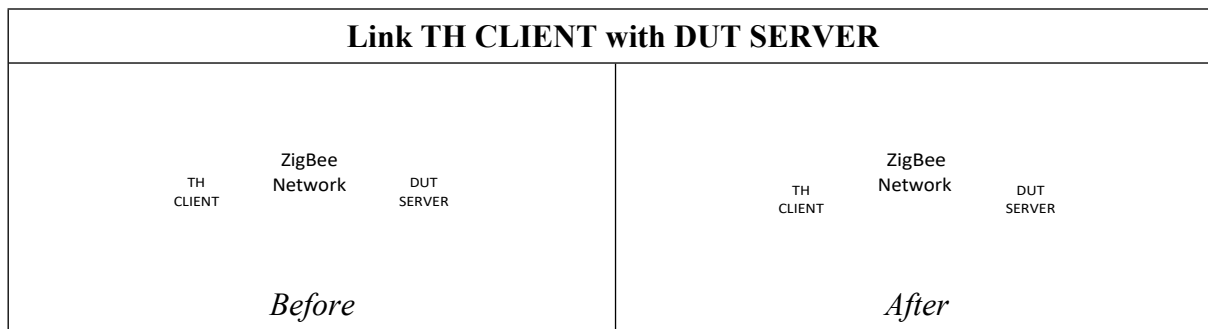 Link TH CLIENT with DUT SERVER
ZigBee
Network
TH
CLIENT
DUT
SERVER
Before
ZigBee
Network
TH
CLIENT
DUT
SERVER
After